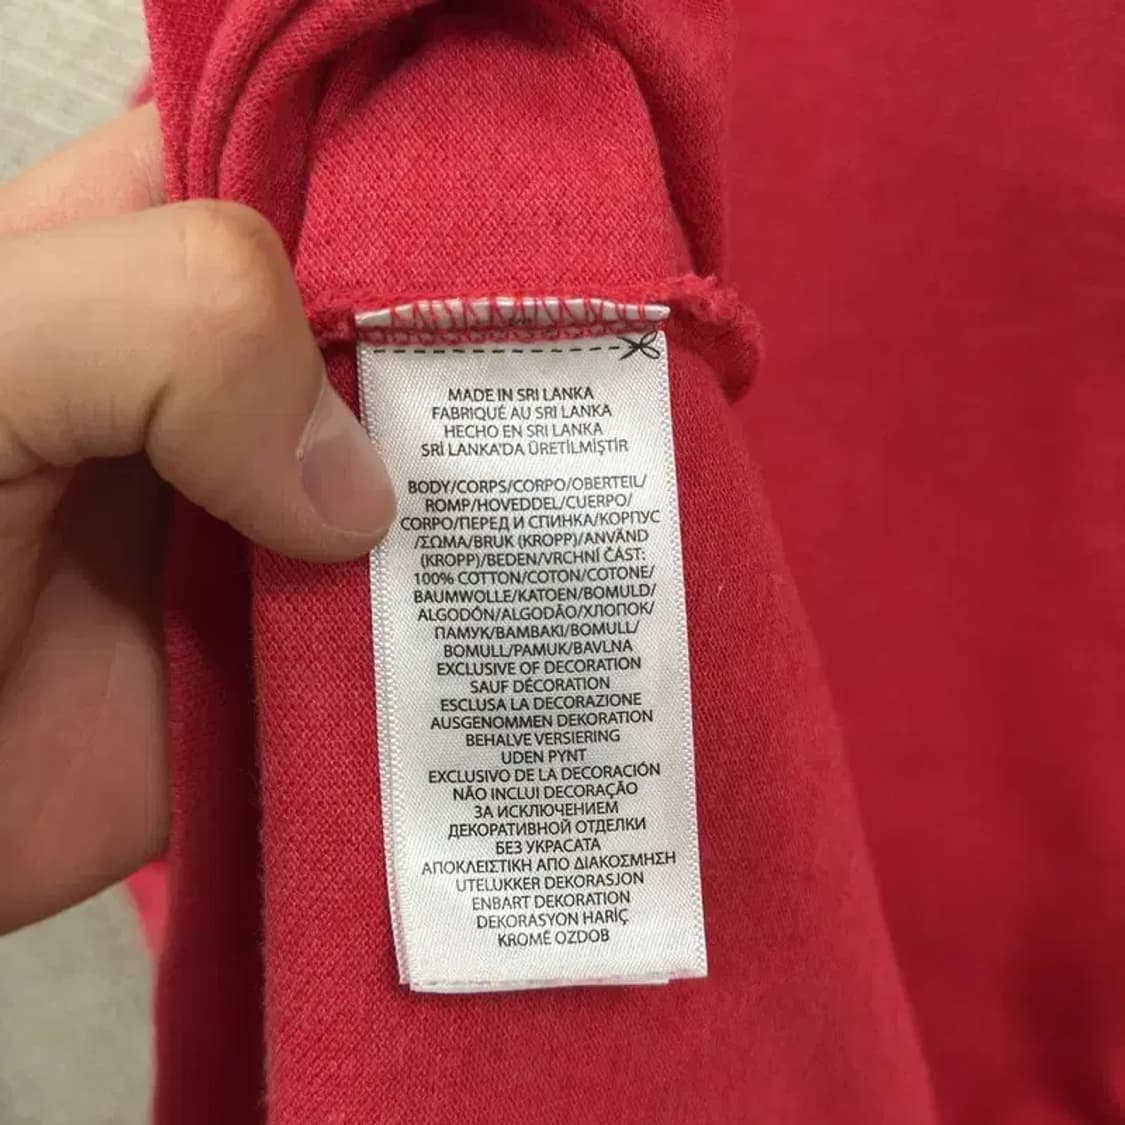 MADE IN SRI LANKA
FABRIQUÉ AU SRI LANKA
HECHO EN SRI LANKA
SRİ LANKA'DA ÜRETİLMİŞTİR
BODY/CORPS/CORPO/OBERTEIL/
ROMP/HOVEDDEL/CUERPO/
CORPO/ПЕРЕД И СПИНКА/КОРПУС
/ΣΩΜΑ/BRUK (KROPP)/ANVÄND
(KROPP)/BEDEN/VRCHNÍ ČÁST:
100% COTTON/COTON/COTONE/
BAUMWOLLE/KATOEN/BOMULD/
ALGODÓN/ALGODÃO/ХЛОПОК/
ПАМУК/ΒΑΜΒΑΚΙ/BOMULL/
BOMULL/PAMUK/BAVLNA
EXCLUSIVE OF DECORATION
SAUF DÉCORATION
ESCLUSA LA DECORAZIONE
AUSGENOMMEN DEKORATION
BEHALVE VERSIERING
UDEN PYNT
EXCLUSIVO DE LA DECORACIÓN
NÃO INCLUI DECORAÇÃO
ЗА ИСКЛЮЧЕНИЕМ
ДЕКОРАТИВНОЙ ОТДЕЛКИ
БЕЗ УКРАСАТА
ΑΠΟΚΛΕΙΣΤΙΚΗ ΑΠΟ ΔΙΑΚΟΣΜΗΣΗ
UTELUKKER DEKORASJON
ENBART DEKORATION
DEKORASYON HARİÇ
KROMĚ OZDOB